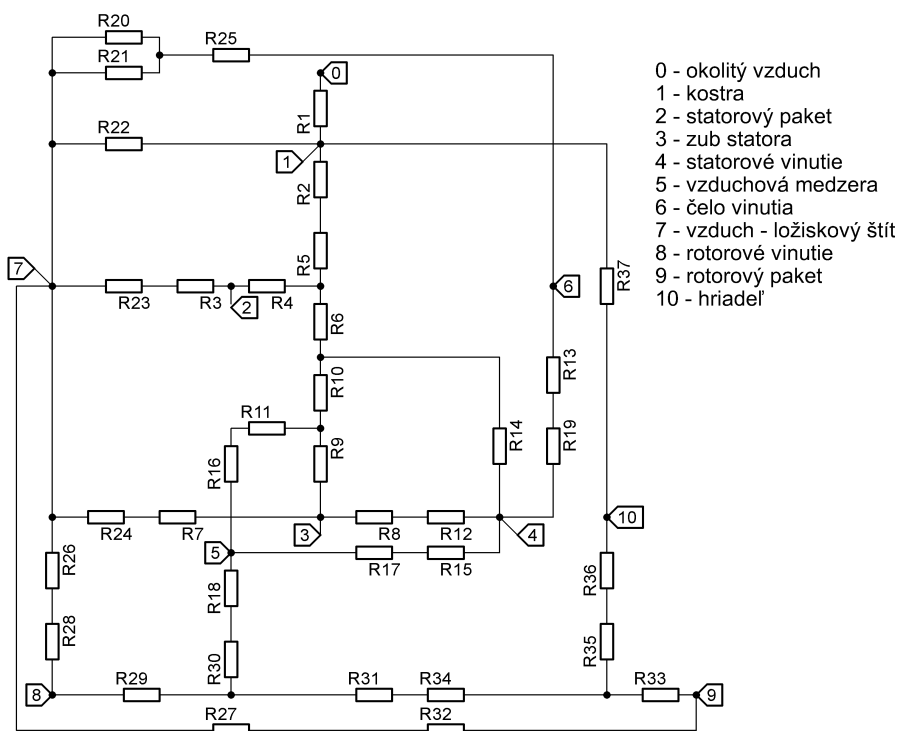 R20
R25
R21
0
R1
R22
1
R2
R5
7
R37
6
R23
R3
R4
2
R6
R13
R10
R11
R14
R19
R16
R9
R24
R7
3
R8
R12
4
10
5
R17
R15
R26
R18
R36
R28
R30
R35
8
R29
R31
R34
R33
9
R27
R32
0 - okolitý vzduch
1 - kostra
2 - statorový paket
3 - zub statora
4 - statorové vinutie
5 - vzduchová medzera
6 - čelo vinutia
7 - vzduch - ložiskový štít
8 - rotorové vinutie
9 - rotorový paket
10 - hriadeľ